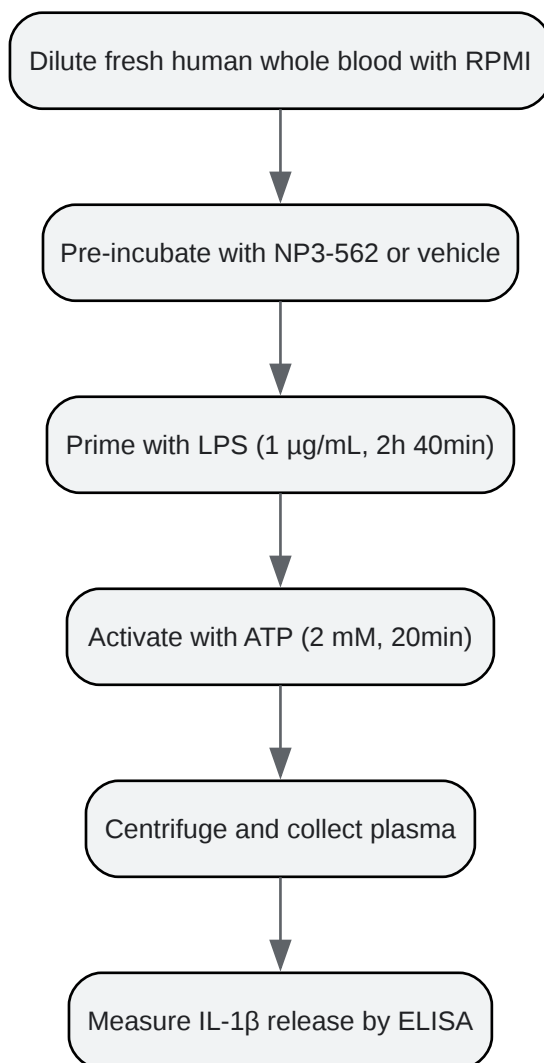 Dilute fresh human whole blood with RPMI
Pre-incubate with NP3-562 or vehicle
Prime with LPS (1 µg/mL, 2h 40min)
Activate with ATP (2 mM, 20min)
Centrifuge and collect plasma
Measure IL-1β release by ELISA